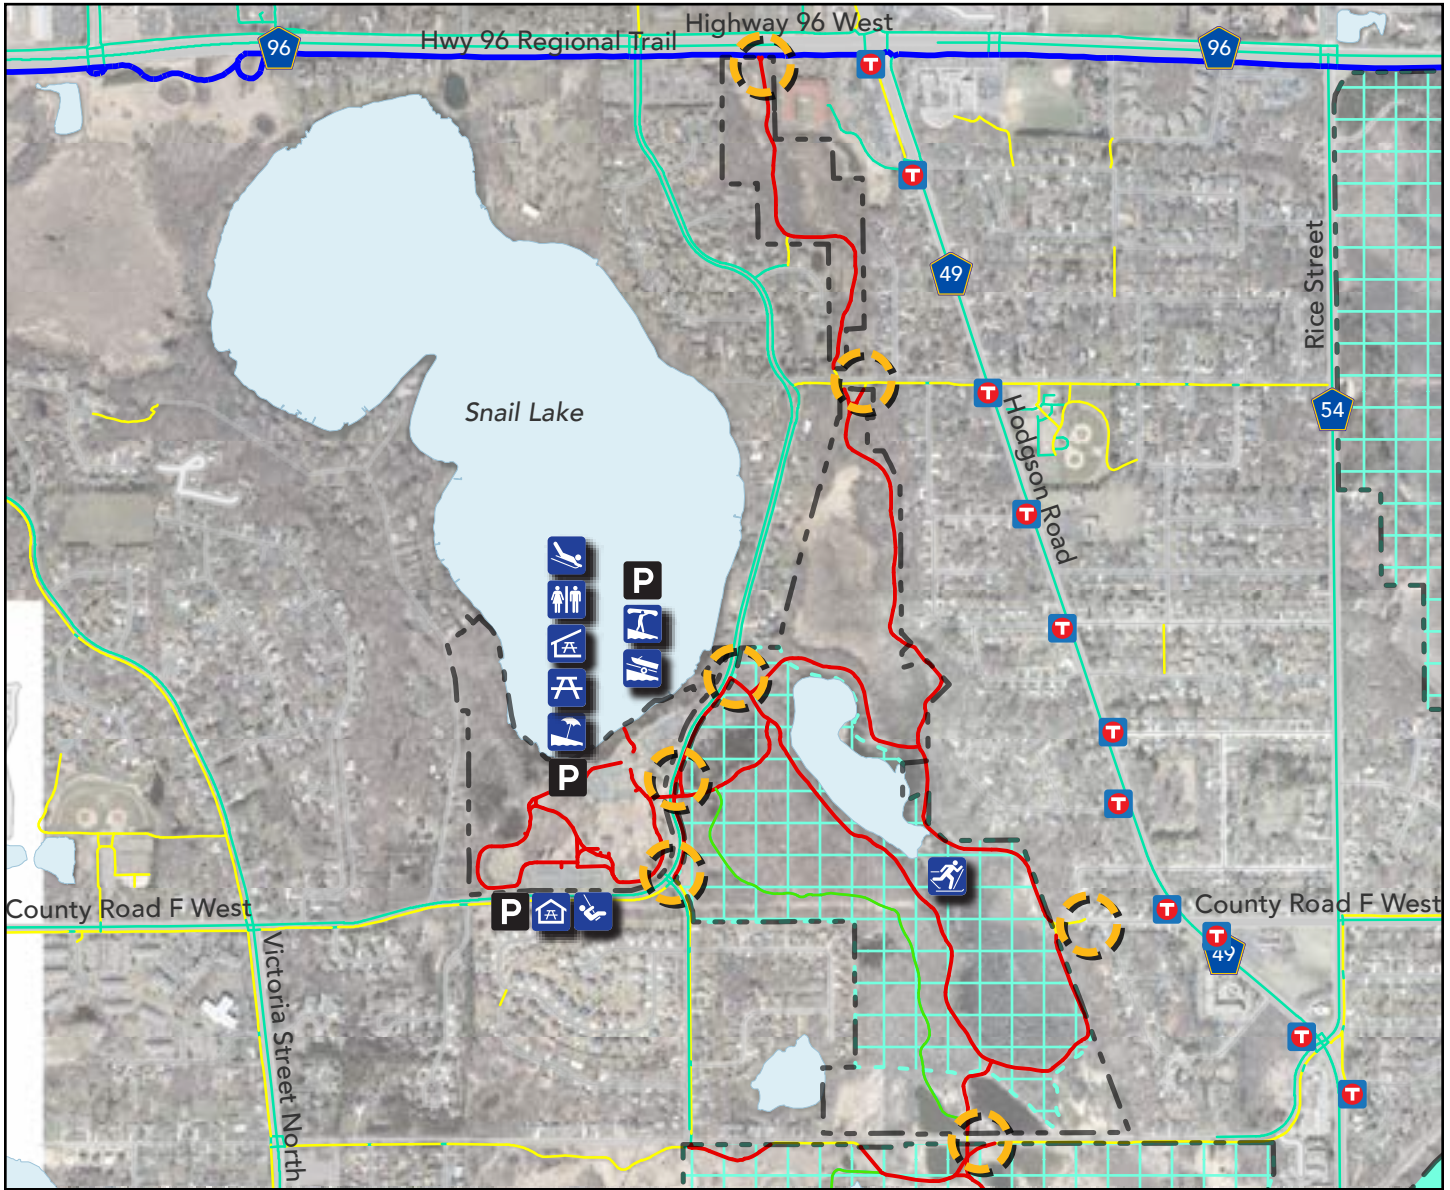 Highway 96 West
Hwy 96 Regional Trail
96
96
T
T
49
Rice Street
T
54
Snail Lake
Hodgson Road
T
P
T
T
P
T
County Road F West
P
T
County Road F West
T
49
Victoria Street North
T
T